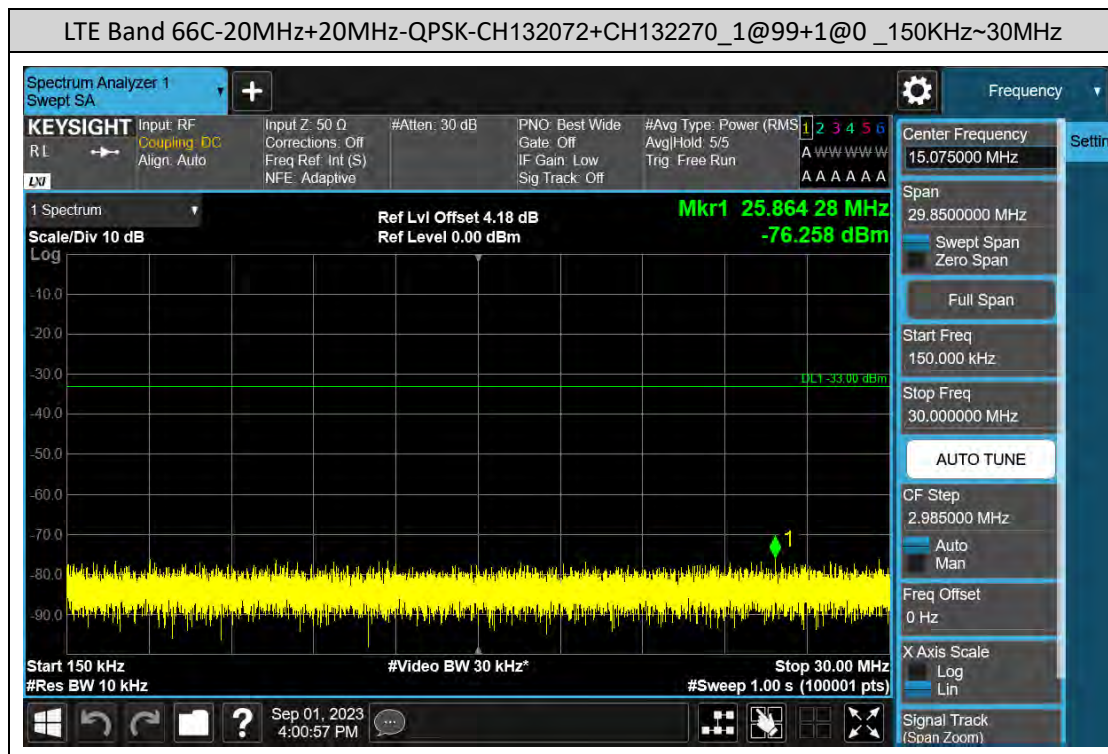 LTE Band 66C-20MHz+20MHz-QPSK-CH132072+CH132270_1@99+1@0 _150KHz~30MHz
Spectrum Analyzer 1
Swept SA
Frequency
KEYSIGHT
RL
LXI
Input: RF
Coupling: DC
Align: Auto
Input Z: 50 Ω
Corrections: Off
Freq Ref: Int (S)
NFE: Adaptive
#Atten: 30 dB
PNO: Best Wide
Gate: Off
IF Gain: Low
Sig Track: Off
#Avg Type: Power (RMS
Avg|Hold: 5/5
Trig: Free Run
1 2 3 4 5 6
A W W W W W
A A A A A A
1 Spectrum
Scale/Div 10 dB
Log
Ref Lvl Offset 4.18 dB
Ref Level 0.00 dBm
Mkr1 25.864 28 MHz
-76.258 dBm
-10.0
-20.0
-30.0
DL1 -33.00 dBm
-40.0
-50.0
-60.0
-70.0
1
-80.0
-90.0
Start 150 kHz
#Res BW 10 kHz
#Video BW 30 kHz*
Stop 30.00 MHz
#Sweep 1.00 s (100001 pts)
Sep 01, 2023
4:00:57 PM
Center Frequency
15.075000 MHz
Settin
Span
29.8500000 MHz
Swept Span
Zero Span
Full Span
Start Freq
150.000 kHz
Stop Freq
30.000000 MHz
AUTO TUNE
CF Step
2.985000 MHz
Auto
Man
Freq Offset
0 Hz
X Axis Scale
Log
Lin
Signal Track
(Span Zoom)